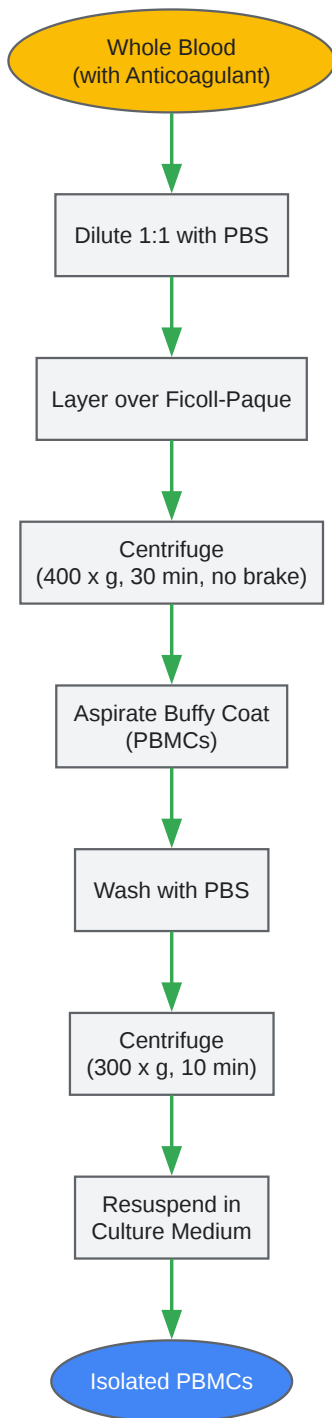 Whole Blood
(with Anticoagulant)
Dilute 1:1 with PBS
Layer over Ficoll-Paque
Centrifuge
(400 x g, 30 min, no brake)
Aspirate Buffy Coat
(PBMCs)
Wash with PBS
Centrifuge
(300 x g, 10 min)
Resuspend in
Culture Medium
Isolated PBMCs